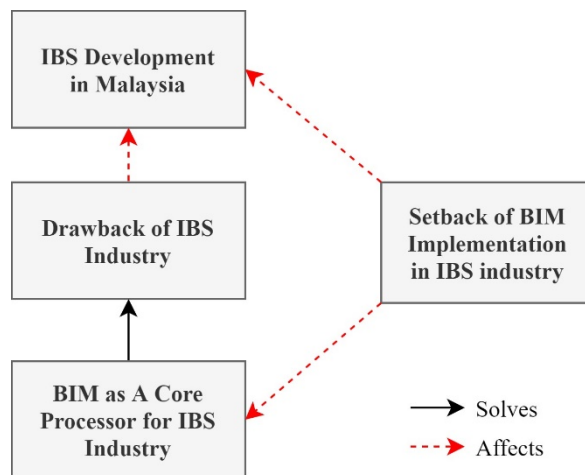 IBS Development
in Malaysia
Drawback of IBS
Industry
Setback of BIM
Implementation
in IBS industry
BIM as A Core
Processor for IBS
Industry
Solves
Affects